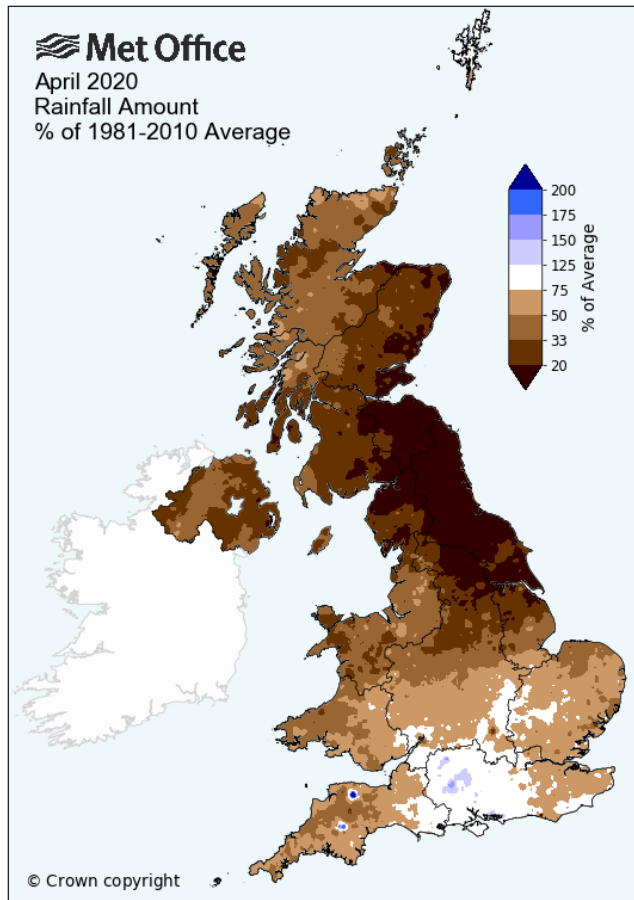 Met Office
April 2020
Rainfall Amount
% of 1981-2010 Average
200
175
150
125
75
50
33
20
% of Average
© Crown copyright